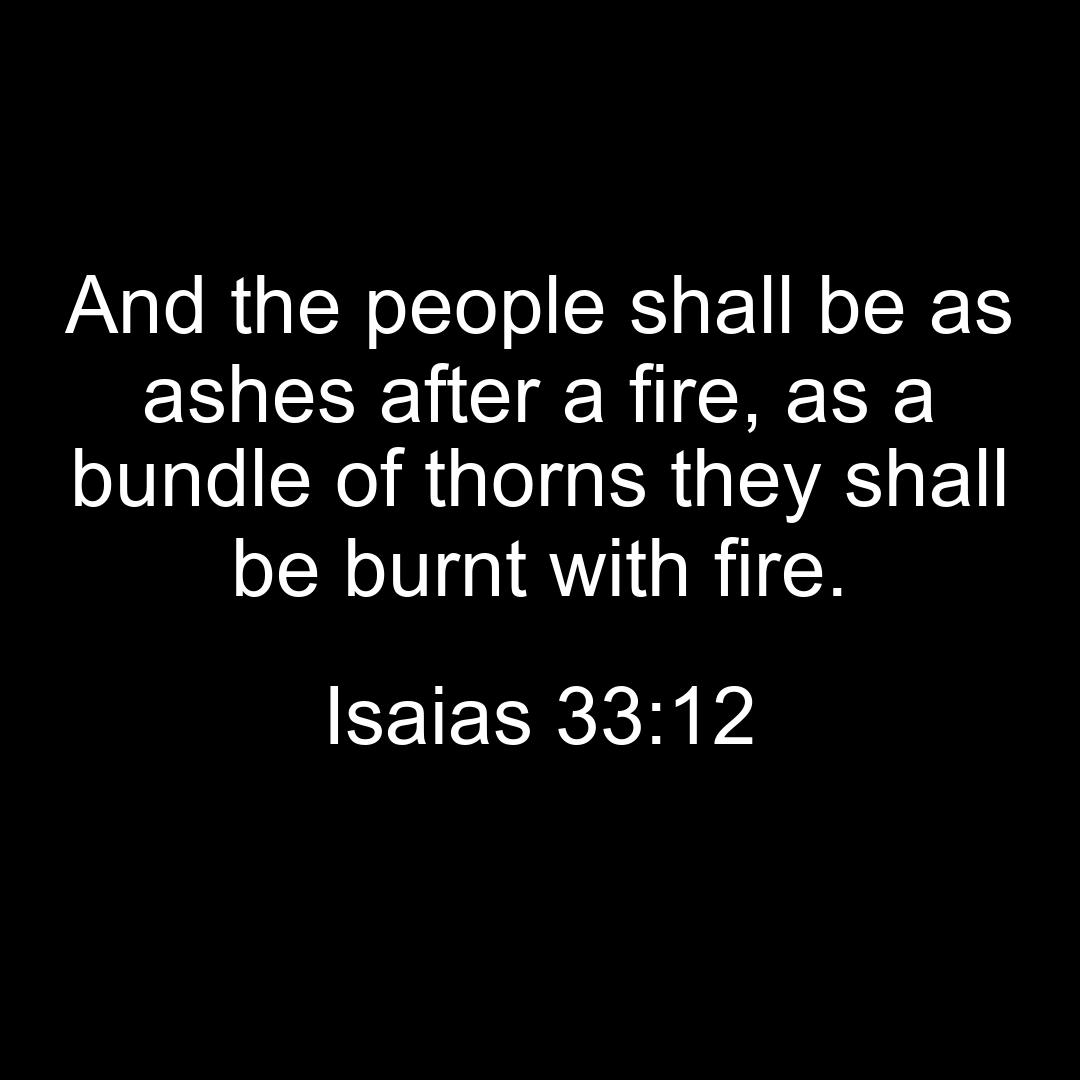 And the people shall be as
ashes after a fire, as a
bundle of thorns they shall
be burnt with fire.
Isaias 33:12